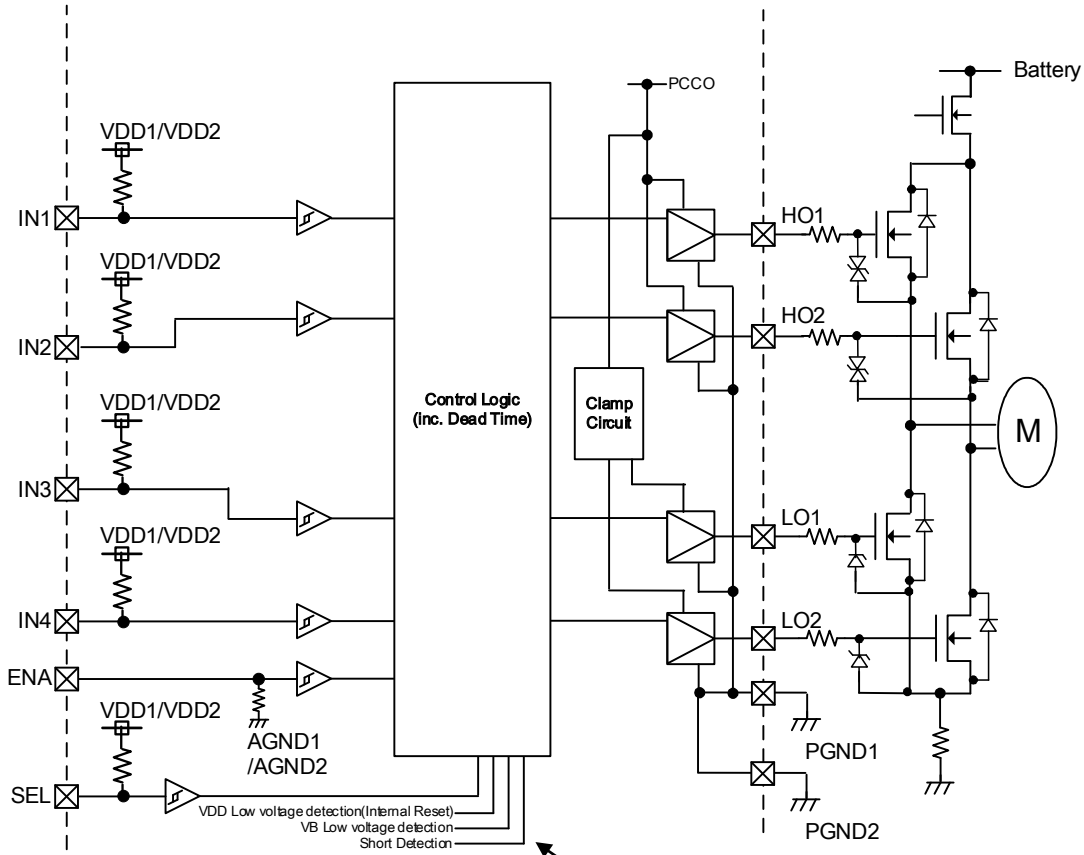 PCCO
Battery
VDD1/VDD2
IN1
HO1
VDD1/VDD2
IN2
HO2
Control Logic
(inc. Dead Time)
Clamp
Circuit
M
VDD1/VDD2
IN3
LO1
VDD1/VDD2
IN4
LO2
ENA
VDD1/VDD2
AGND1
/AGND2
PGND1
SEL
VDD Low voltage detection(Internal Reset)
VB Low voltage detection
Short Detection
PGND2